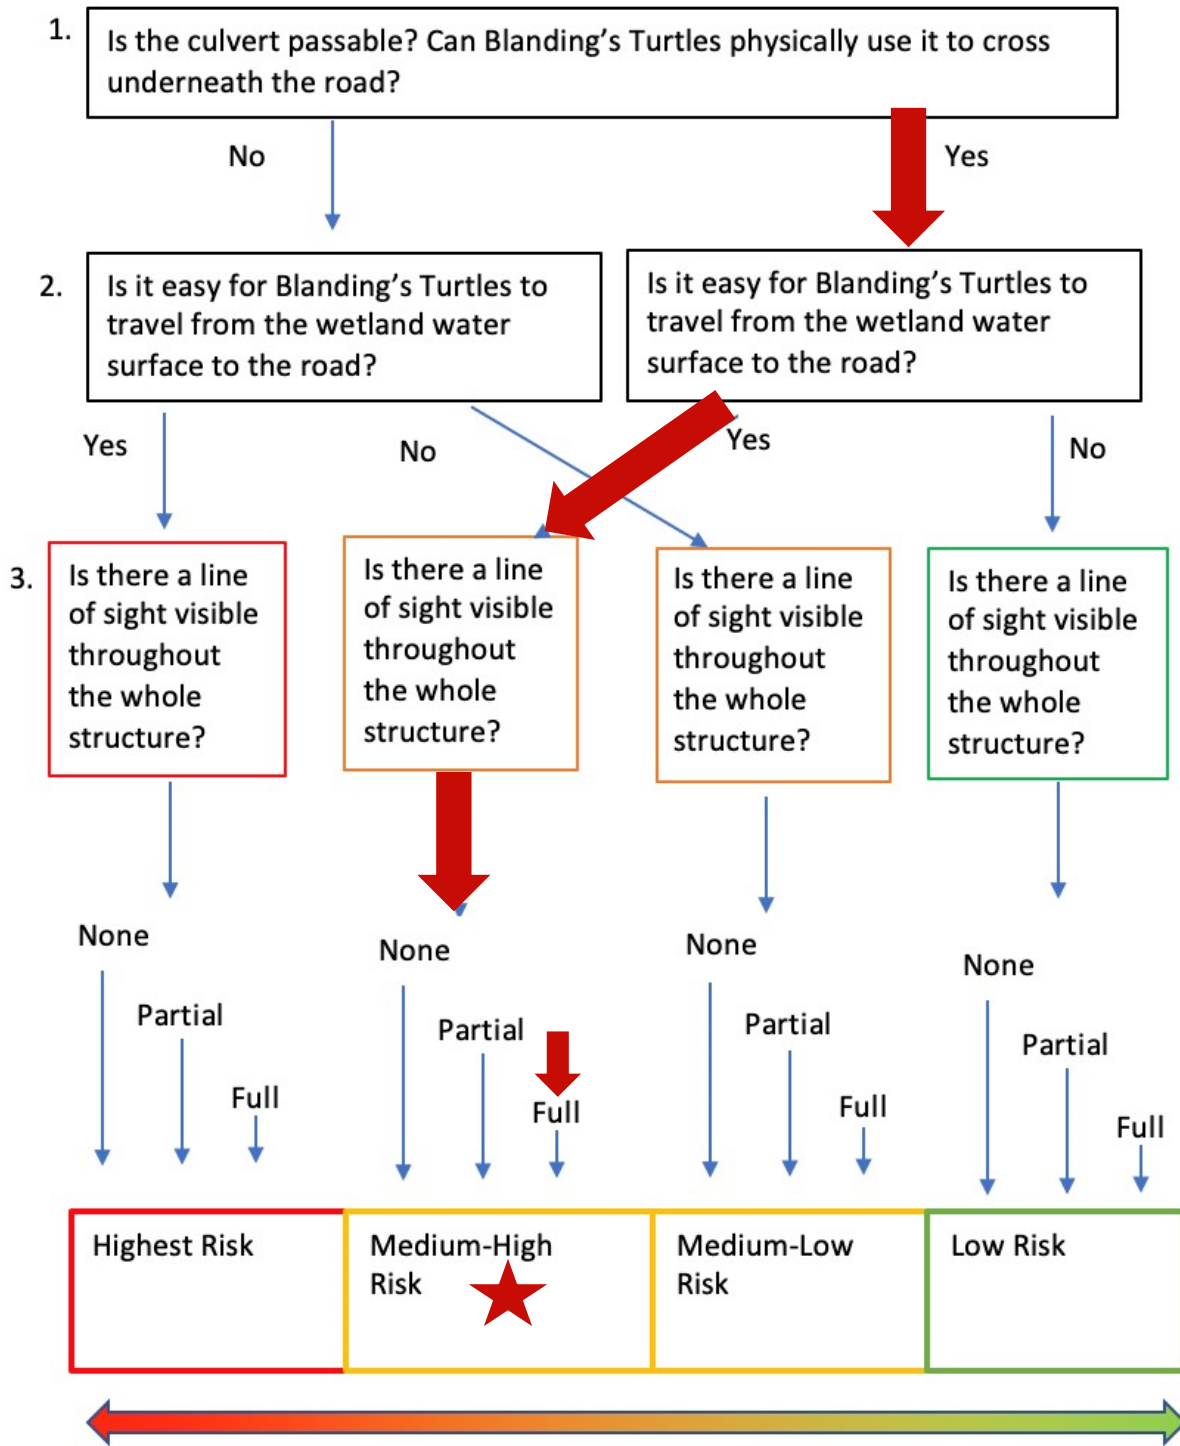 1.
Is the culvert passable? Can Blanding’s Turtles physically use it to cross
underneath the road?
No
Yes
2.
Is it easy for Blanding’s Turtles to
travel from the wetland water
surface to the road?
Is it easy for Blanding’s Turtles to
travel from the wetland water
surface to the road?
Yes
No
Yes
No
3.
Is there a line
of sight visible
throughout
the whole
structure?
Is there a line
of sight visible
throughout
the whole
structure?
Is there a line
of sight visible
throughout
the whole
structure?
Is there a line
of sight visible
throughout
the whole
structure?
None
Partial
Full
None
Partial
Full
None
Partial
Full
None
Partial
Full
Highest Risk
Medium-High
Risk
Medium-Low
Risk
Low Risk